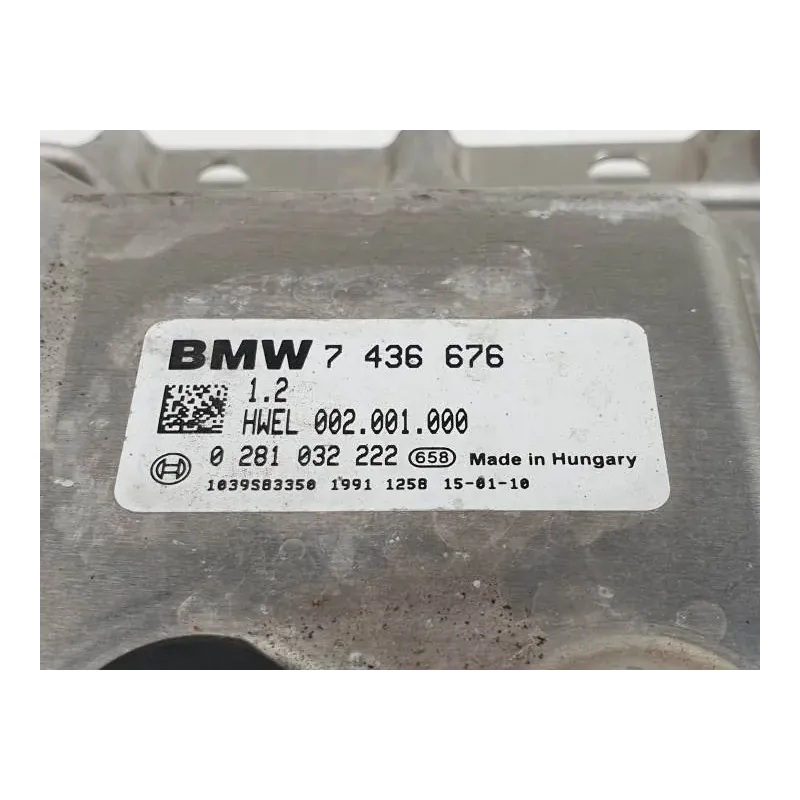 BMW 7 436 676
1.2
HWEL 002.001.000
0 281 032 222 658 Made in Hungary
1039S83350 1991 1258 15-01-10